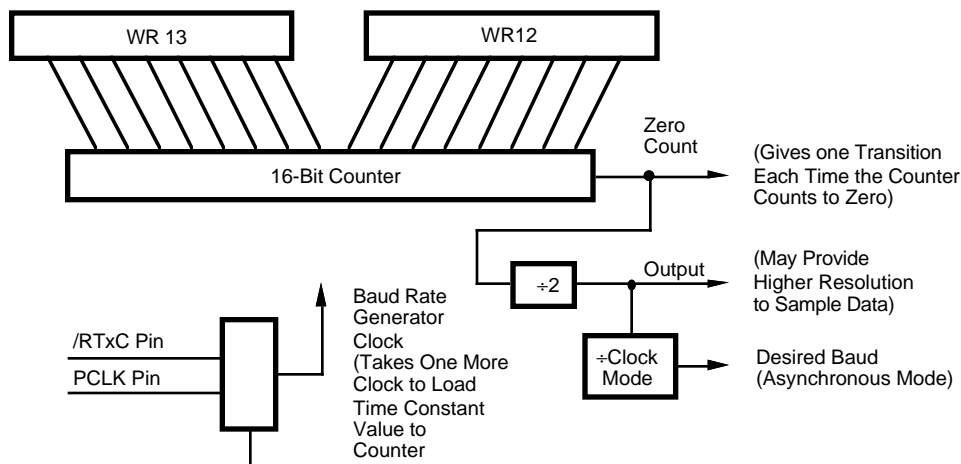 WR 13
WR12
16-Bit Counter
Zero
Count
(Gives one Transition
Each Time the Counter
Counts to Zero)
÷2
Output
(May Provide
Higher Resolution
to Sample Data)
÷Clock
Mode
Desired Baud
(Asynchronous Mode)
/RTxC Pin
PCLK Pin
Baud Rate
Generator
Clock
(Takes One More
Clock to Load
Time Constant
Value to
Counter